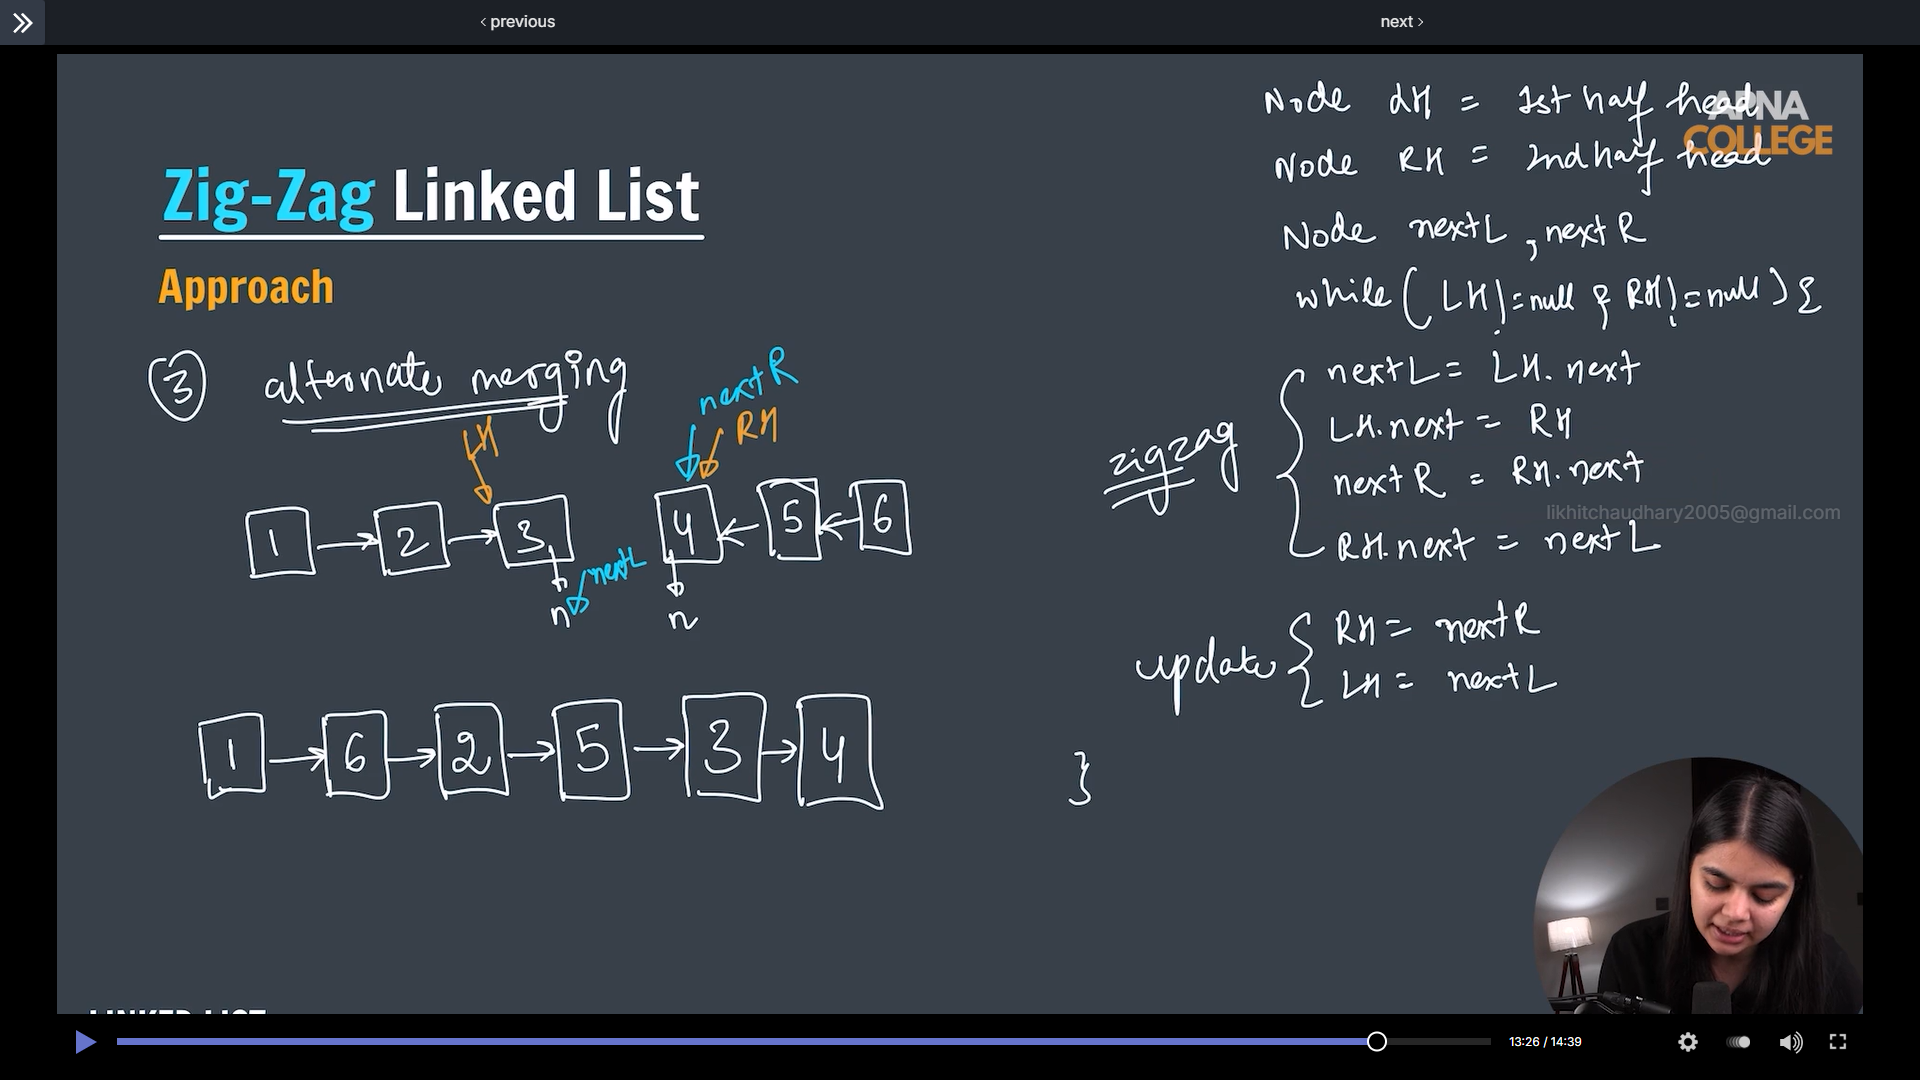 ‹ previous
next ›
Node LH = 1st half head
APNA
COLLEGE
Node RH = 2nd half head
Zig-Zag Linked List
Node nextL , nextR
Approach
while ( LH != null & RH != null ) {
3 alternate merging
nextR
RH
LH
nextL = LH. next
LH.next = RH
zigzag
nextR = RH.next
likhitchaudhary2005@gmail.com
RH.next = nextL
1 2 3 4 5 6
nextL
n n
update { RH = nextR
LH = nextL
1 6 2 5 3 4
}
LINKED LIST
13:26 / 14:39